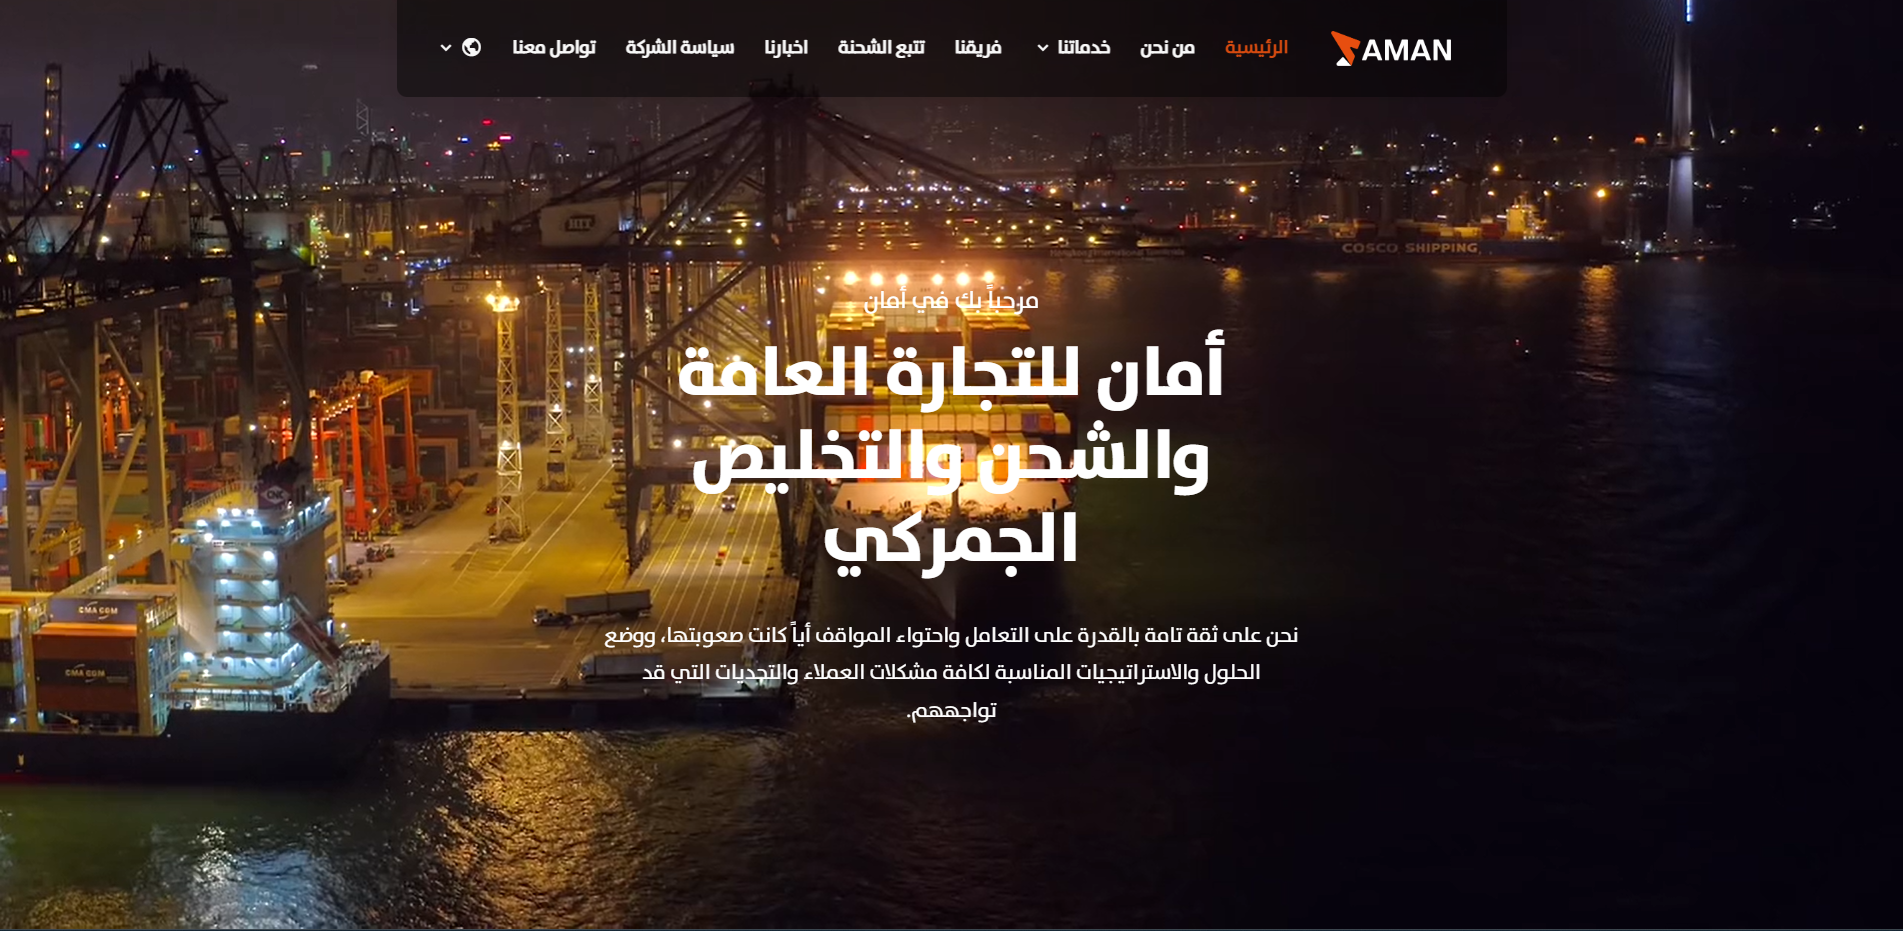 AMAN
الرئيسية
من نحن
خدماتنا
فريقنا
تتبع الشحنة
اخبارنا
سياسة الشركة
تواصل معنا
COSCO SHIPPING
مرحباً بك في أمان
أمان للتجارة العامة
والشحن والتخليص
الجمركي
نحن على ثقة تامة بالقدرة على التعامل واحتواء المواقف أياً كانت صعوبتها، ووضع
الحلول والاستراتيجيات المناسبة لكافة مشكلات العملاء والتحديات التي قد
تواجههم.
CMA CGM
CMA CGM